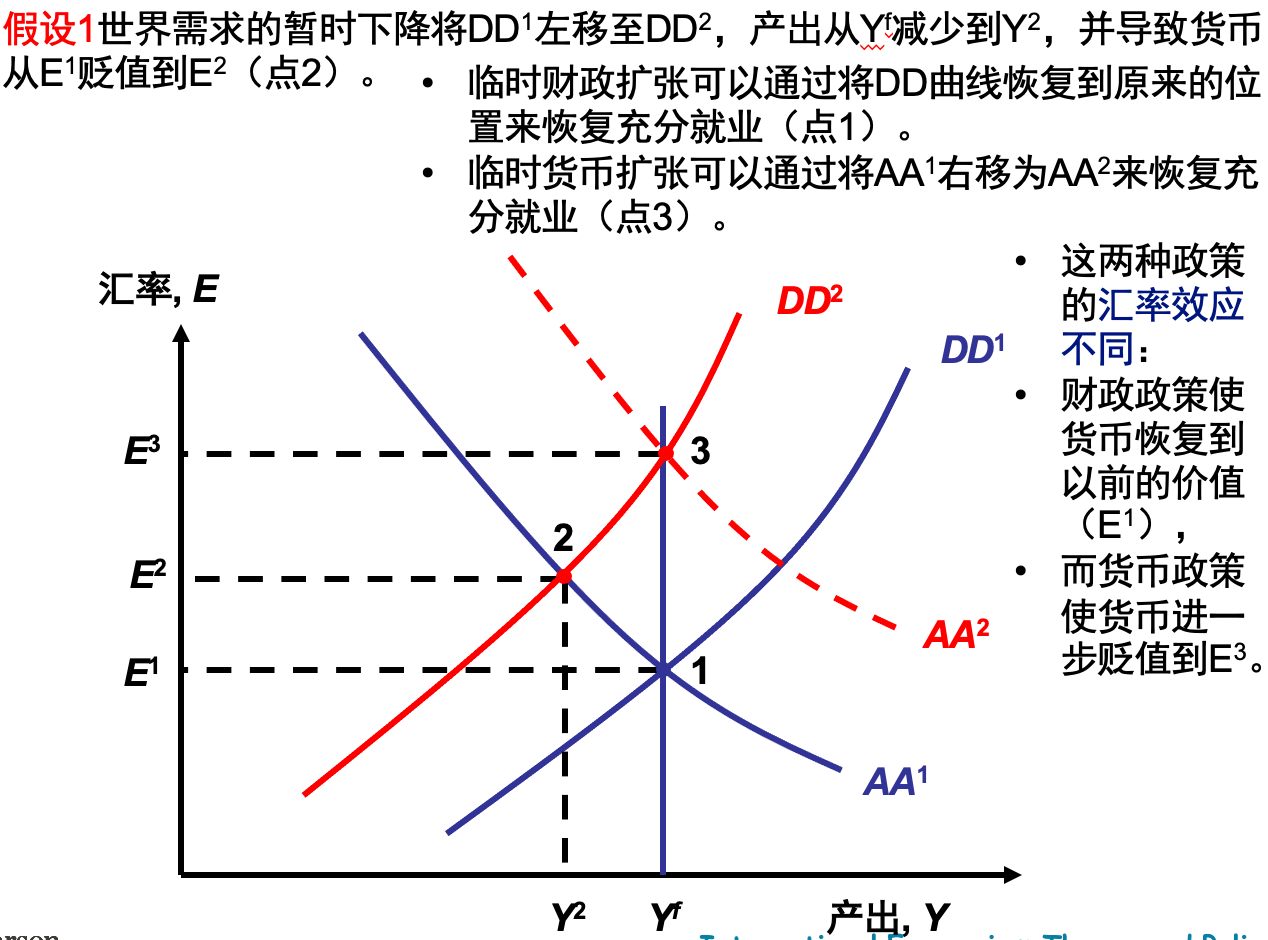 假设1世界需求的暂时下降将DD¹左移至DD²，产出从Yᶠ减少到Y²，并导致货币
从E¹贬值到E²（点2）。
• 临时财政扩张可以通过将DD曲线恢复到原来的位
置来恢复充分就业（点1）。
• 临时货币扩张可以通过将AA¹右移为AA²来恢复充
分就业（点3）。
• 这两种政策
的汇率效应
不同：
• 财政政策使
货币恢复到
以前的价值
（E¹），
• 而货币政策
使货币进一
步贬值到E³。
汇率, E
DD²
DD¹
E³
3
2
E²
AA²
E¹
1
AA¹
Y²
Yᶠ
产出, Y